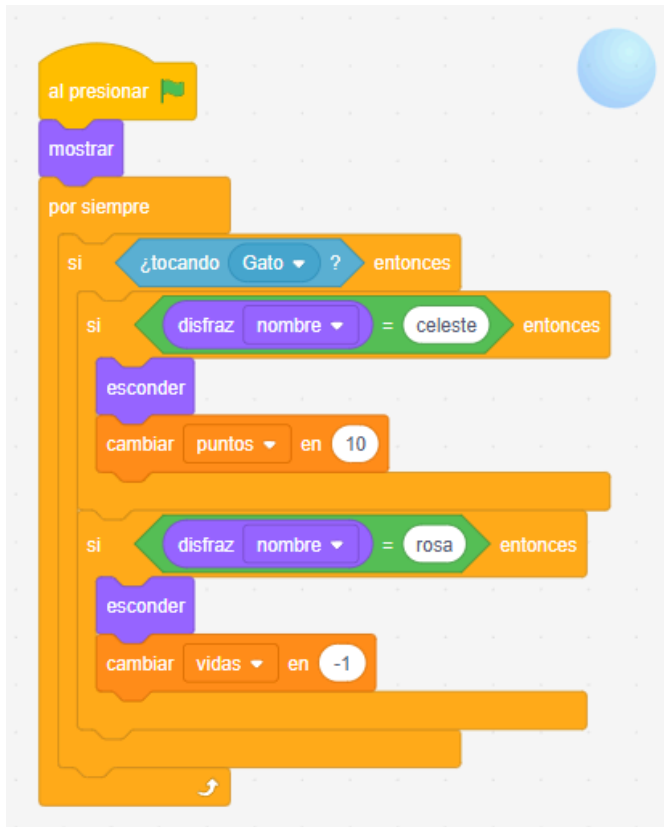 al presionar
mostrar
por siempre
si ¿tocando Gato ? entonces
si disfraz nombre = celeste entonces
esconder
cambiar puntos en 10
si disfraz nombre = rosa entonces
esconder
cambiar vidas en -1